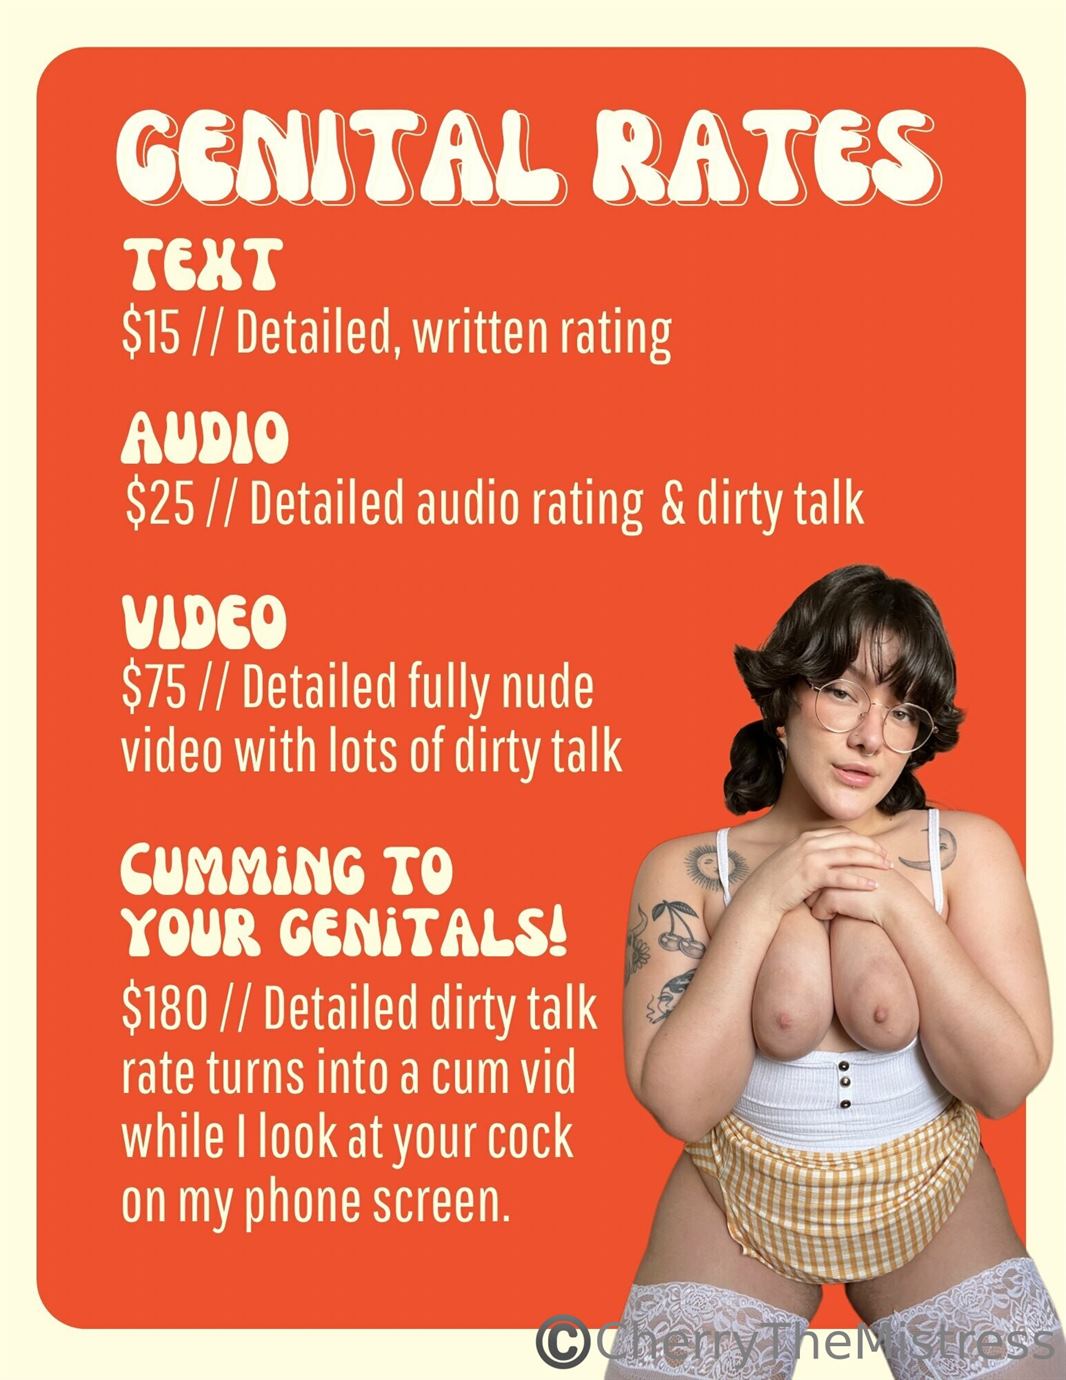 GENITAL RATES
TEXT
$15 // Detailed, written rating
AUDIO
$25 // Detailed audio rating & dirty talk
VIDEO
$75 // Detailed fully nude
video with lots of dirty talk
CUMMiNG TO
YOUR GENiTALS!
$180 // Detailed dirty talk
rate turns into a cum vid
while I look at your cock
on my phone screen.
©CherryTheMistress